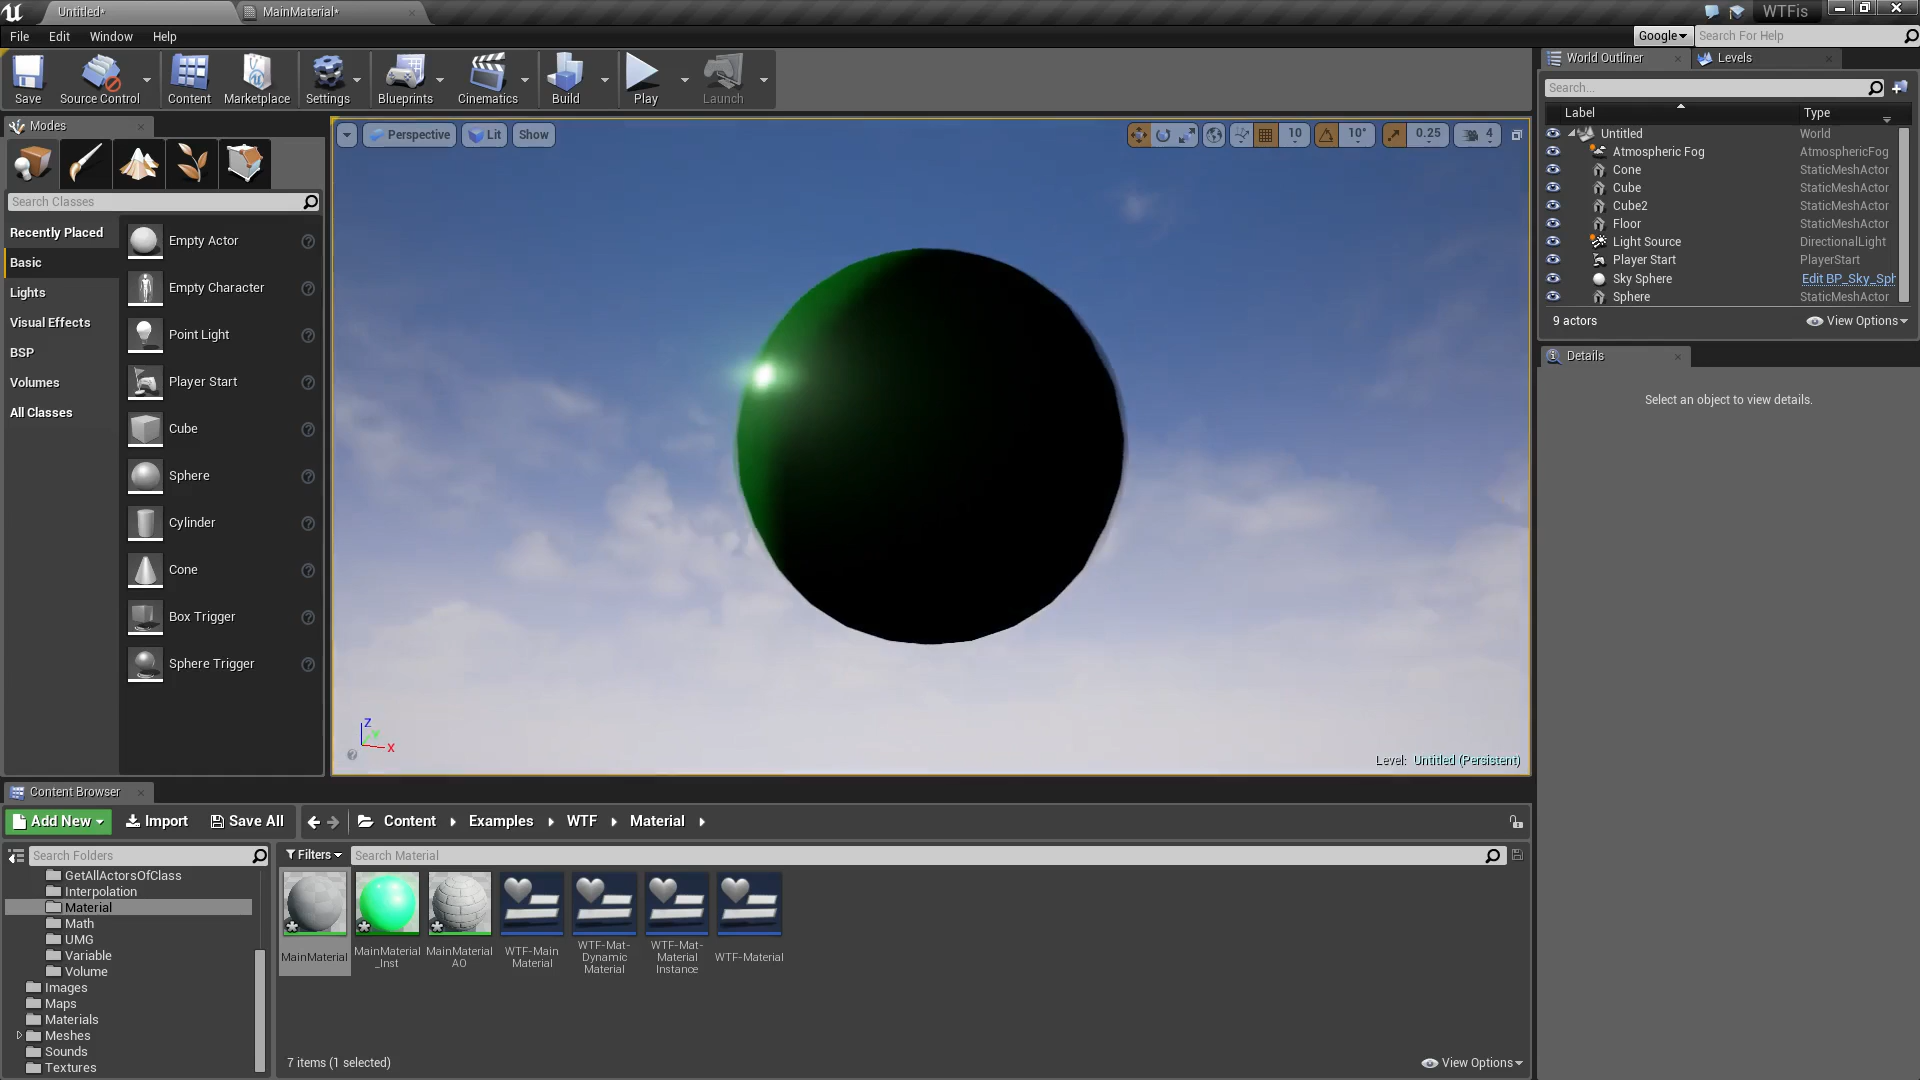 Untitled*
MainMaterial*
WTFis
File Edit Window Help
Google
Search For Help
Save
Source Control
Content
Marketplace
Settings
Blueprints
Cinematics
Build
Play
Launch
Modes
Search Classes
Recently Placed
Basic
Lights
Visual Effects
BSP
Volumes
All Classes
Empty Actor
Empty Character
Point Light
Player Start
Cube
Sphere
Cylinder
Cone
Box Trigger
Sphere Trigger
Perspective
Lit
Show
10
10°
0.25
4
Z
Y
X
Level: Untitled (Persistent)
World Outliner
Levels
Search...
Label Type
Untitled World
Atmospheric Fog AtmosphericFog
Cone StaticMeshActor
Cube StaticMeshActor
Cube2 StaticMeshActor
Floor StaticMeshActor
Light Source DirectionalLight
Player Start PlayerStart
Sky Sphere Edit BP_Sky_Sph
Sphere StaticMeshActor
9 actors
View Options
Details
Select an object to view details.
Content Browser
Add New
Import
Save All
Content Examples WTF Material
Search Folders
Filters
Search Material
GetAllActorsOfClass
Interpolation
Material
Math
UMG
Variable
Volume
Images
Maps
Materials
Meshes
Sounds
Textures
MainMaterial
MainMaterial
_Inst
MainMaterial
AO
WTF-Main
Material
WTF-Mat-
Dynamic
Material
WTF-Mat-
Material
Instance
WTF-Material
7 items (1 selected)
View Options